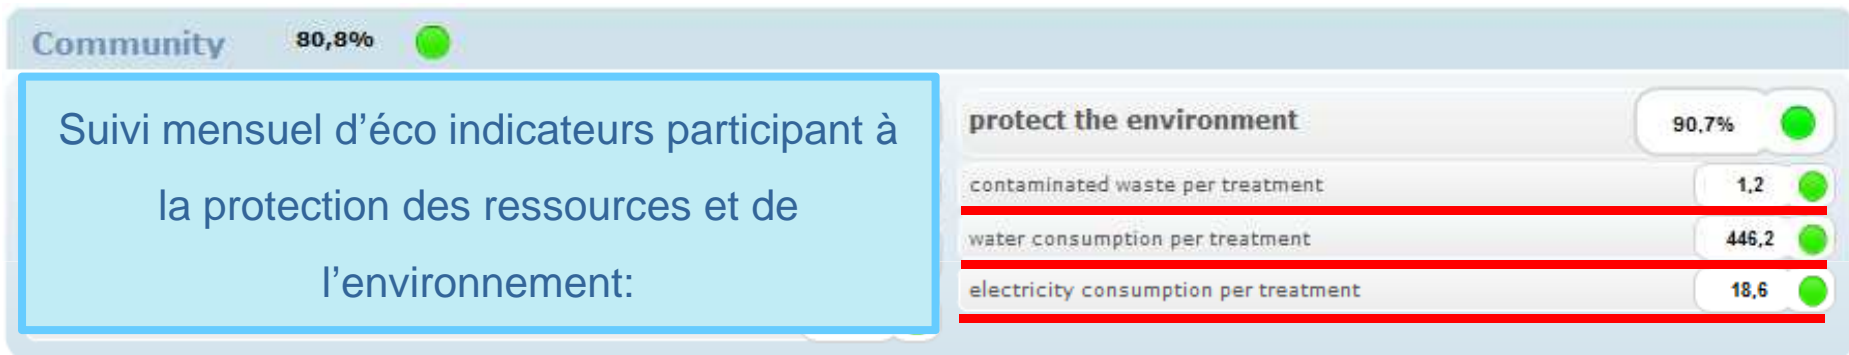 Community 80,8%
Suivi mensuel d’éco indicateurs participant à
la protection des ressources et de
l’environnement:
protect the environment 90,7%
contaminated waste per treatment 1,2
water consumption per treatment 446,2
electricity consumption per treatment 18,6